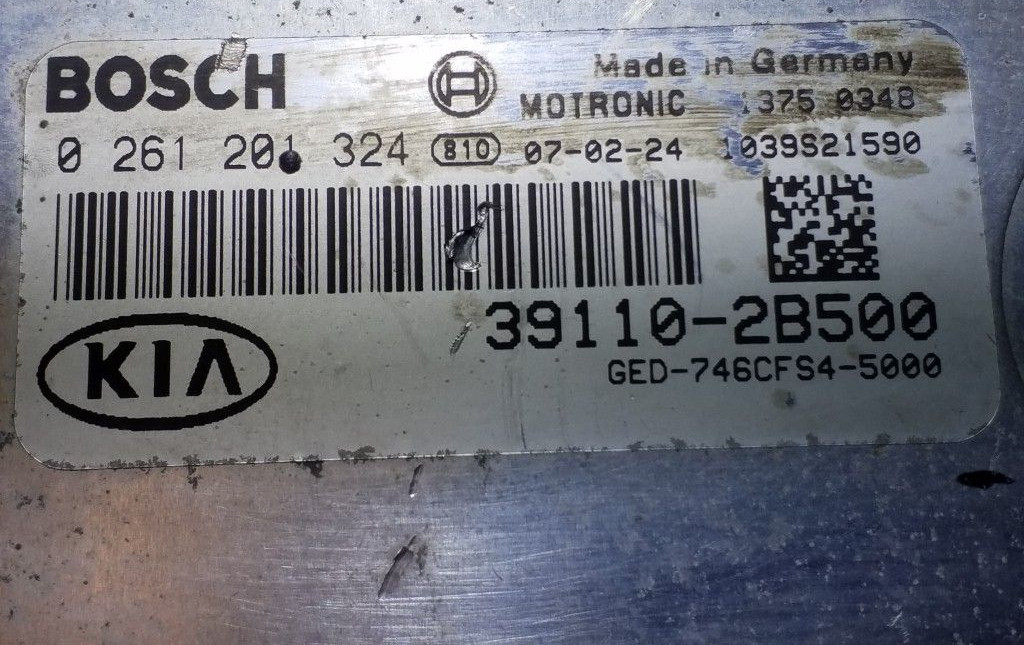 BOSCH
Made in Germany
MOTRONIC 1375 0348
0 261 201 324 810 07-02-24 1039S21590
39110-2B500
KIA
GED-746CFS4-5000